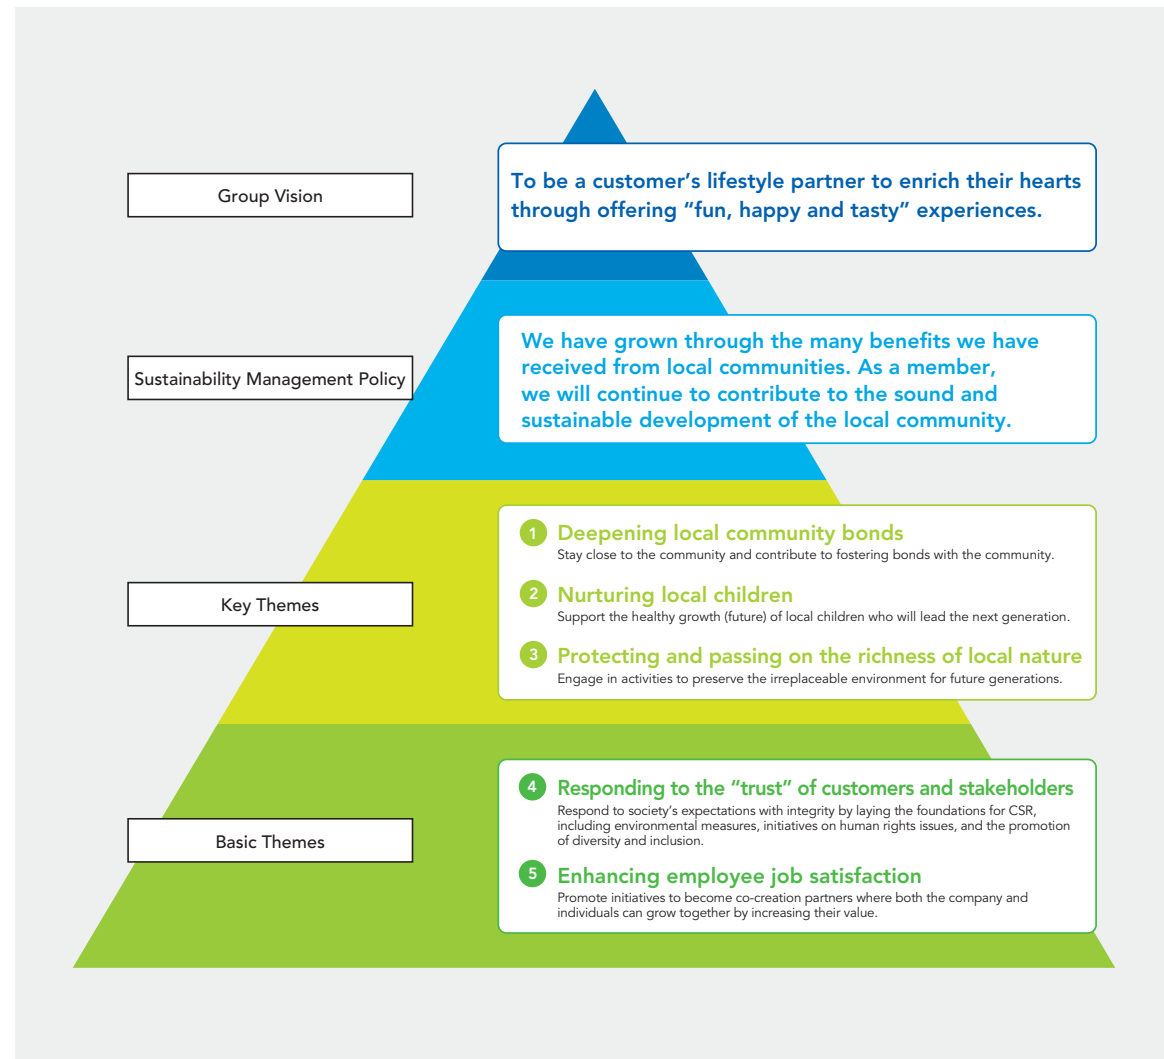 Group Vision
To be a customer’s lifestyle partner to enrich their hearts
through offering “fun, happy and tasty” experiences.
Sustainability Management Policy
We have grown through the many benefits we have
received from local communities. As a member,
we will continue to contribute to the sound and
sustainable development of the local community.
Key Themes
1 Deepening local community bonds
Stay close to the community and contribute to fostering bonds with the community.
2 Nurturing local children
Support the healthy growth (future) of local children who will lead the next generation.
3 Protecting and passing on the richness of local nature
Engage in activities to preserve the irreplaceable environment for future generations.
Basic Themes
4 Responding to the “trust” of customers and stakeholders
Respond to society’s expectations with integrity by laying the foundations for CSR,
including environmental measures, initiatives on human rights issues, and the promotion
of diversity and inclusion.
5 Enhancing employee job satisfaction
Promote initiatives to become co-creation partners where both the company and
individuals can grow together by increasing their value.